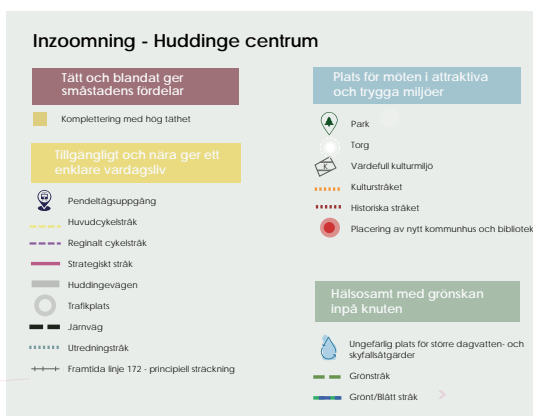 Inzoomning - Huddinge centrum
Tätt och blandat ger
småstadens fördelar
Komplettering med hög täthet
Tillgängligt och nära ger ett
enklare vardagsliv
Pendeltågsuppgång
Huvudcykelstråk
Reginalt cykelstråk
Strategiskt stråk
Huddingevägen
Trafikplats
Järnväg
Utredningstråk
Framtida linje 172 - principiell sträckning
Plats för möten i attraktiva
och trygga miljöer
Park
Torg
K
Värdefull kulturmiljö
Kulturstråket
Historiska stråket
Placering av nytt kommunhus och bibliotek
Hälsosamt med grönskan
inpå knuten
Ungefärlig plats för större dagvatten- och
skyfallsåtgärder
Grönstråk
Grönt/Blått stråk